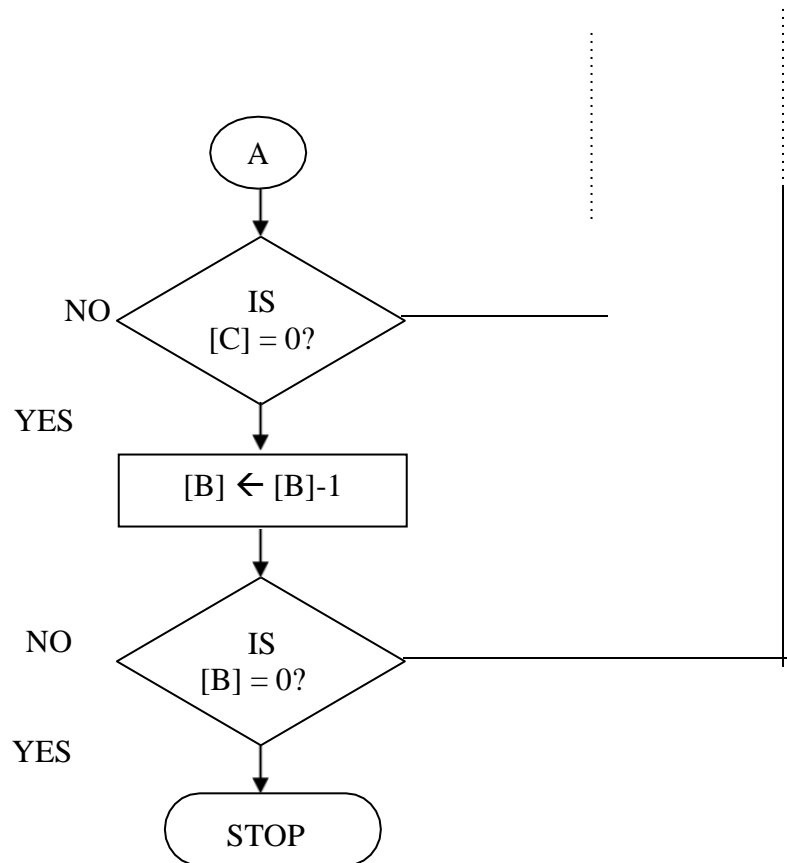 A
NO
IS
[C] = 0?
YES
[B] ← [B]-1
NO
IS
[B] = 0?
YES
STOP